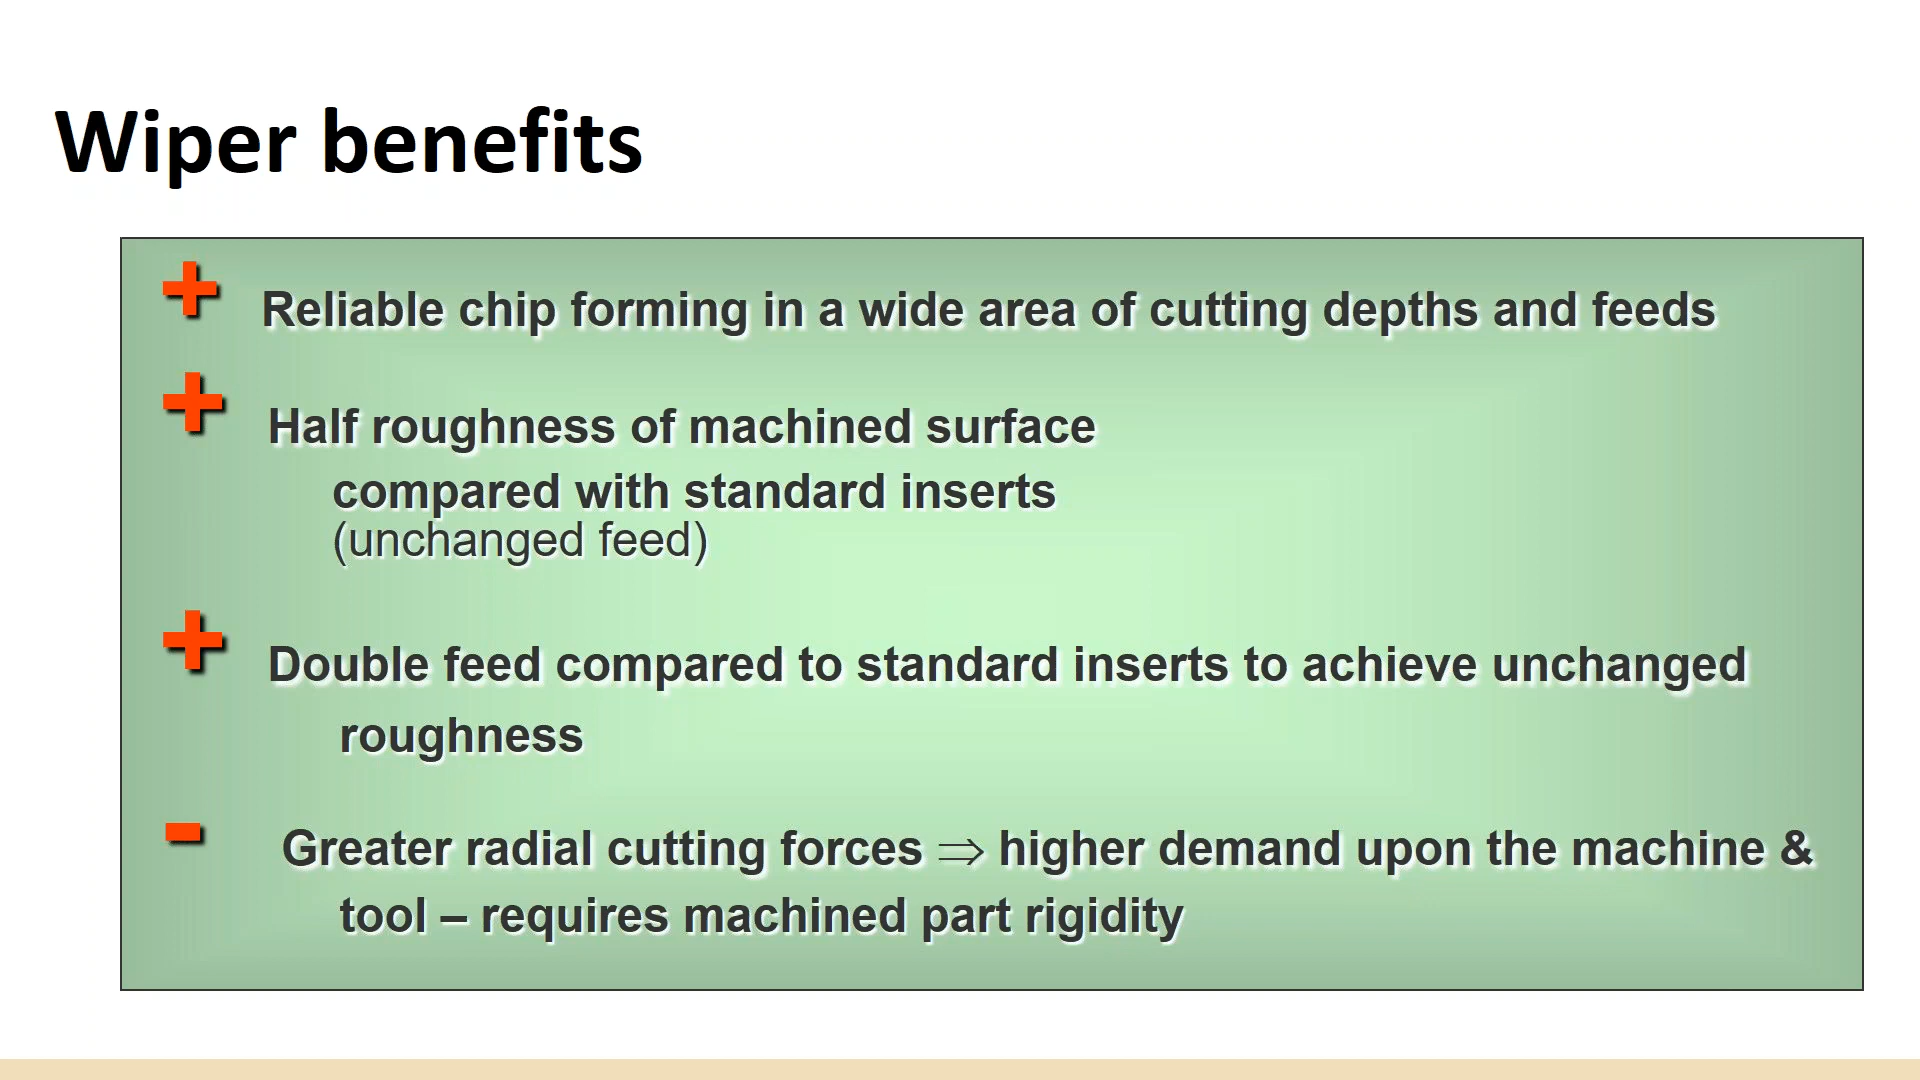 Wiper benefits
+ Reliable chip forming in a wide area of cutting depths and feeds
+ Half roughness of machined surface
compared with standard inserts
(unchanged feed)
+ Double feed compared to standard inserts to achieve unchanged
roughness
- Greater radial cutting forces ⇒ higher demand upon the machine &
tool – requires machined part rigidity